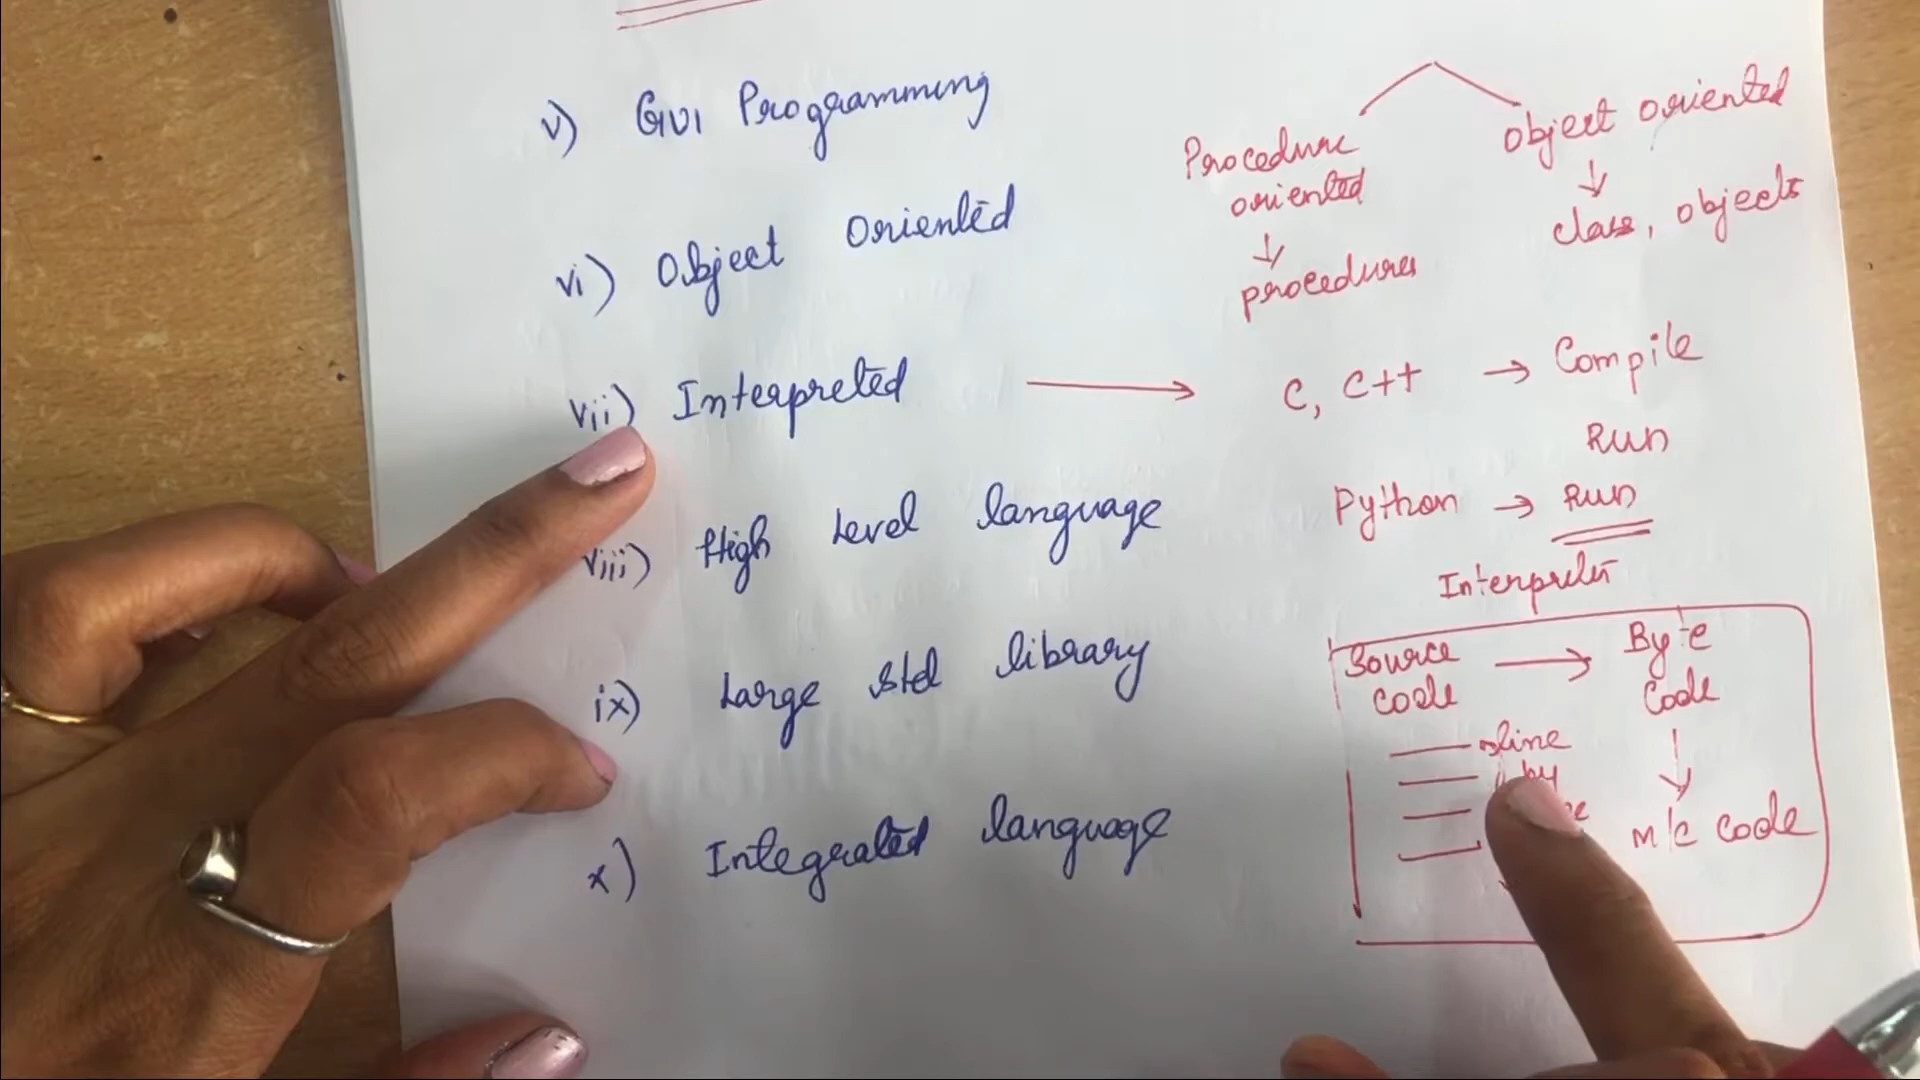 v) GUI Programming
vi) Object Oriented
vii) Interpreted
viii) High Level language
ix) Large std library
x) Integrated language
Procedure
oriented
procedures
Object oriented
class, objects
C, C++ → Compile
Run
Python → Run
Interpreter
Source
code
Byte
Code
line
by
m/c code